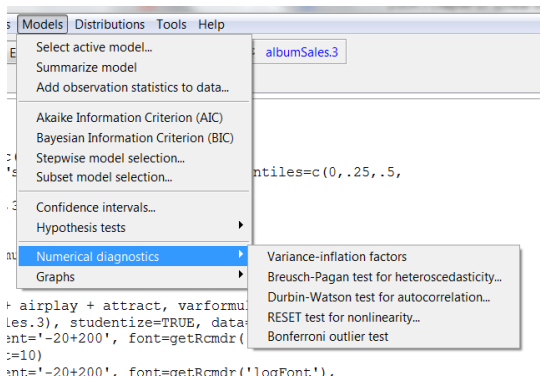 s Models Distributions Tools Help
E Select active model... : albumSales.3
Summarize model
Add observation statistics to data...
Akaike Information Criterion (AIC)
Bayesian Information Criterion (BIC)
c( Stepwise model selection...
's Subset model selection... ntiles=c(0,.25,.5,
.3 Confidence intervals...
Hypothesis tests
Numerical diagnostics
Variance-inflation factors
Graphs
Breusch-Pagan test for heteroscedasticity...
+ airplay + attract, varformul
Durbin-Watson test for autocorrelation...
les.3), studentize=TRUE, data=
RESET test for nonlinearity...
ent='-20+200', font=getRcmdr(
Bonferroni outlier test
=10)
ent='-20+200', font=getRcmdr('logFont'),